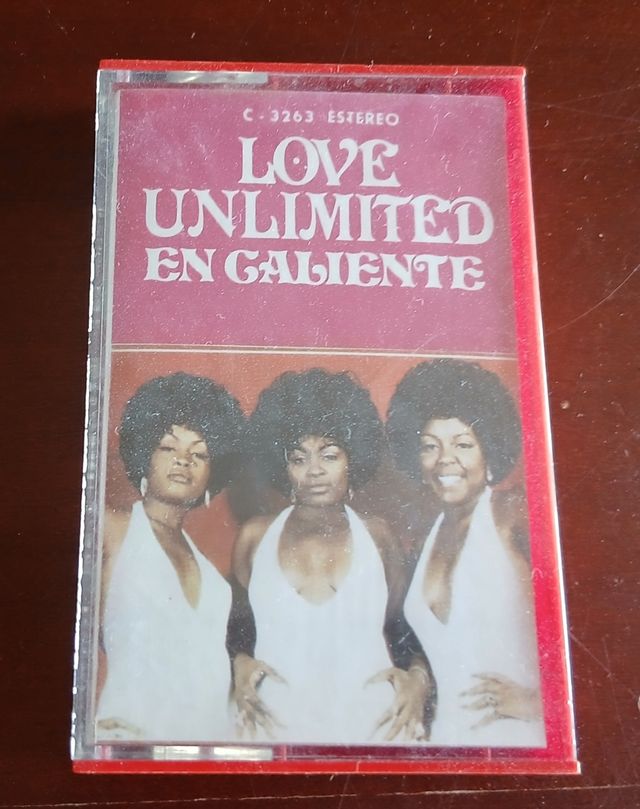 C - 3263 ESTEREO
LOVE
UNLIMITED
EN CALIENTE